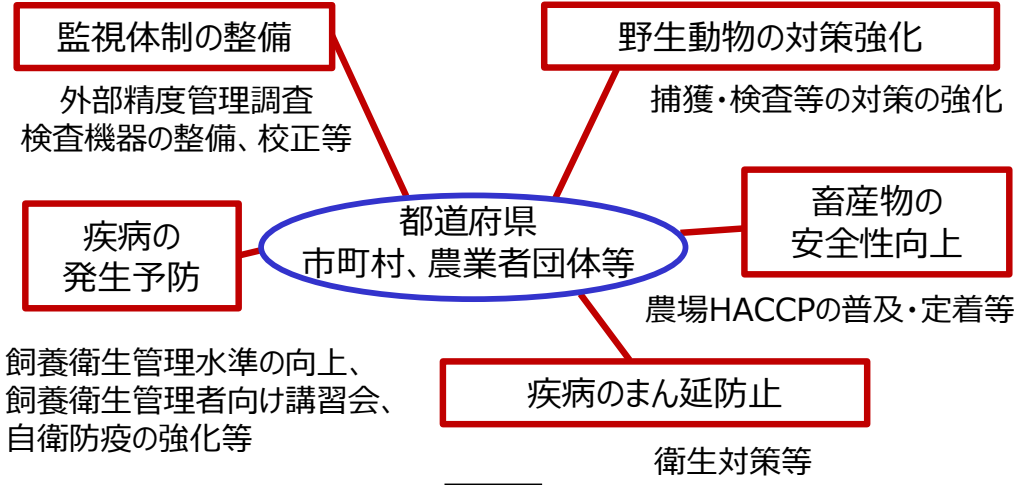 監視体制の整備
外部精度管理調査
検査機器の整備、校正等
野生動物の対策強化
捕獲・検査等の対策の強化
都道府県
市町村、農業者団体等
疾病の
発生予防
飼養衛生管理水準の向上、
飼養衛生管理者向け講習会、
自衛防疫の強化等
畜産物の
安全性向上
農場HACCPの普及・定着等
疾病のまん延防止
衛生対策等